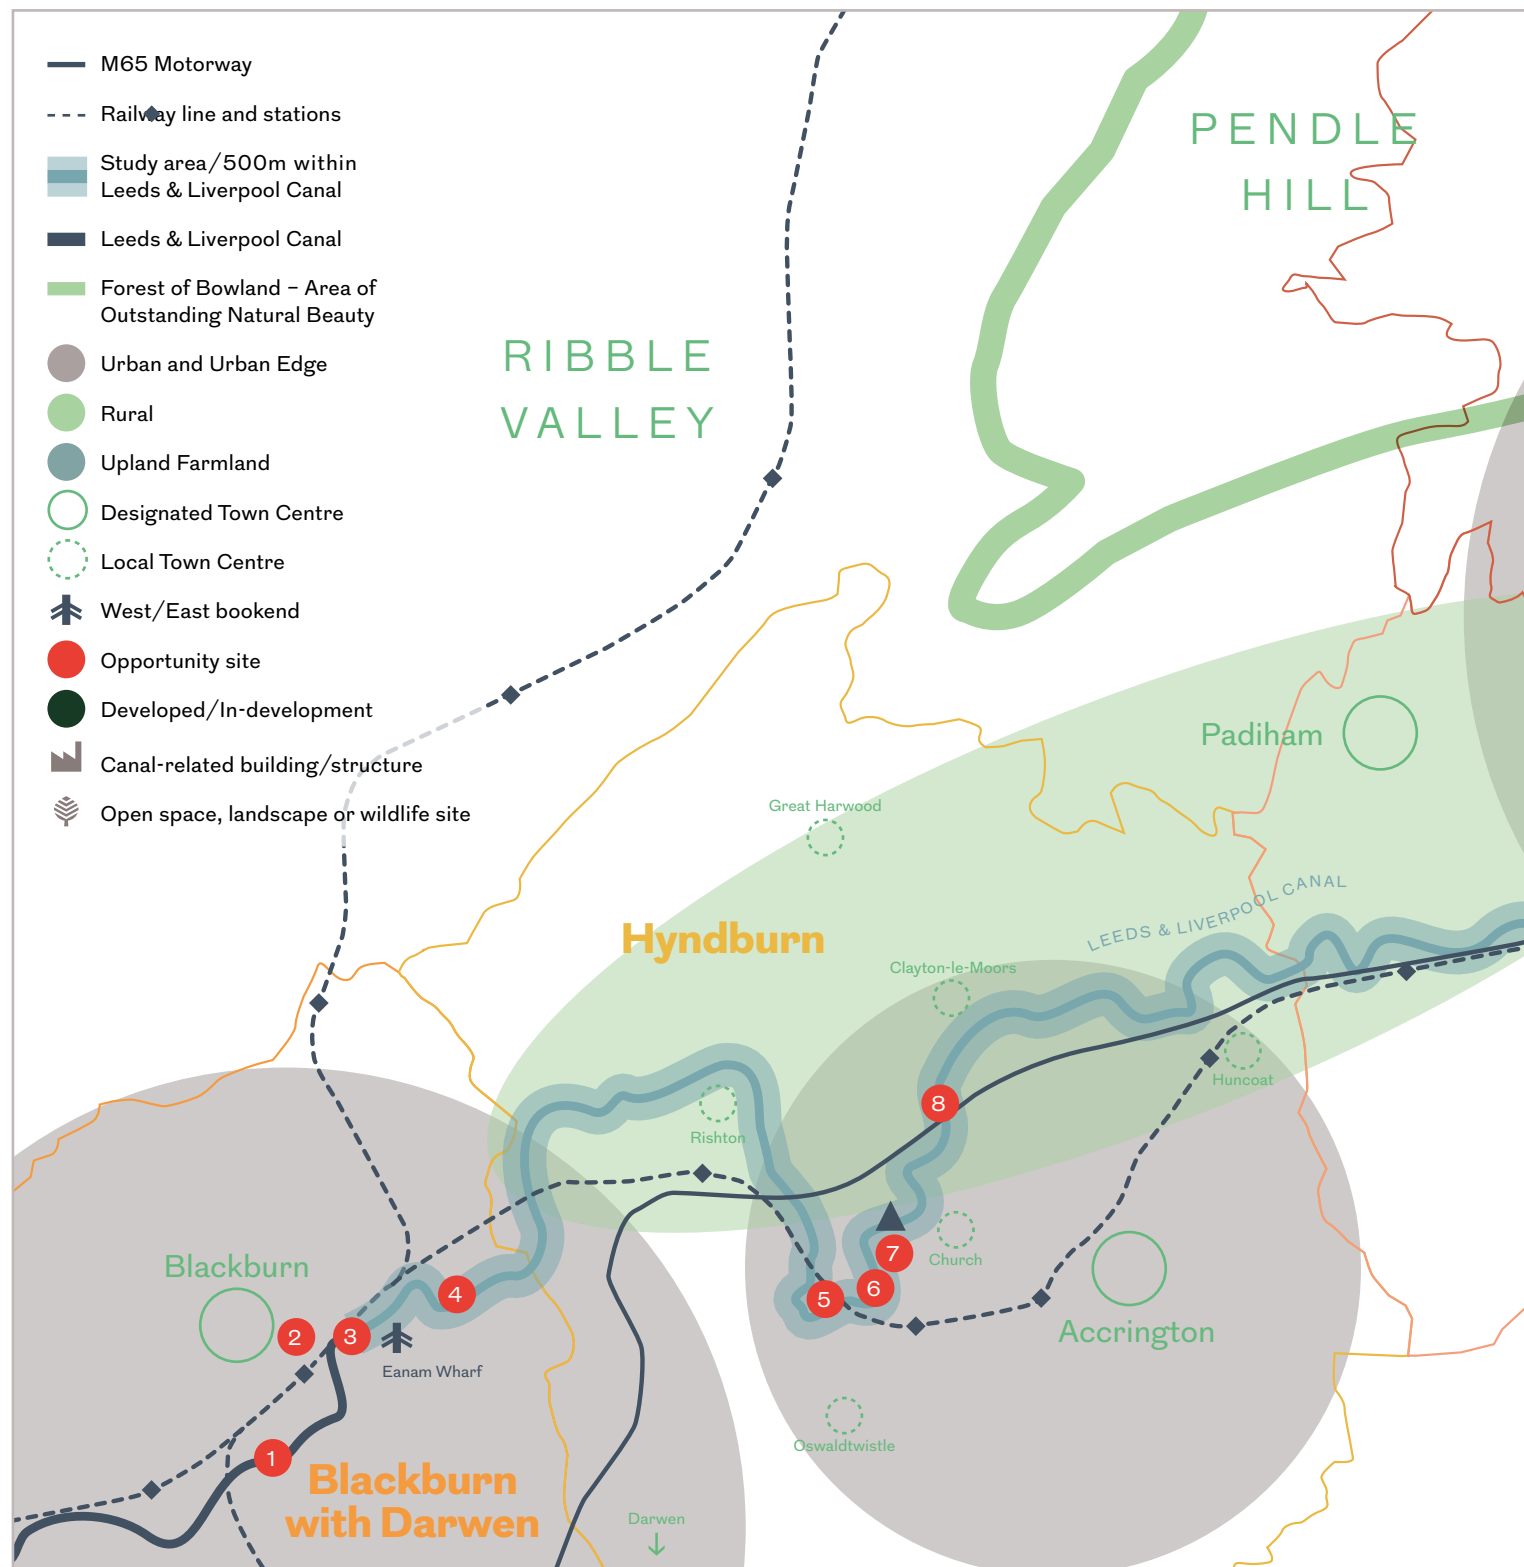 M65 Motorway
Railway line and stations
Study area/500m within
Leeds & Liverpool Canal
Leeds & Liverpool Canal
Forest of Bowland – Area of
Outstanding Natural Beauty
Urban and Urban Edge
Rural
Upland Farmland
Designated Town Centre
Local Town Centre
West/East bookend
Opportunity site
Developed/In-development
Canal-related building/structure
Open space, landscape or wildlife site
PENDLE
HILL
RIBBLE
VALLEY
Padiham
Great Harwood
LEEDS & LIVERPOOL CANAL
Hyndburn
Clayton-le-Moors
Huncoat
8
Rishton
Church
7
Blackburn
6
5
4
Accrington
2
3
Eanam Wharf
Oswaldtwistle
1
Blackburn
with Darwen
Darwen